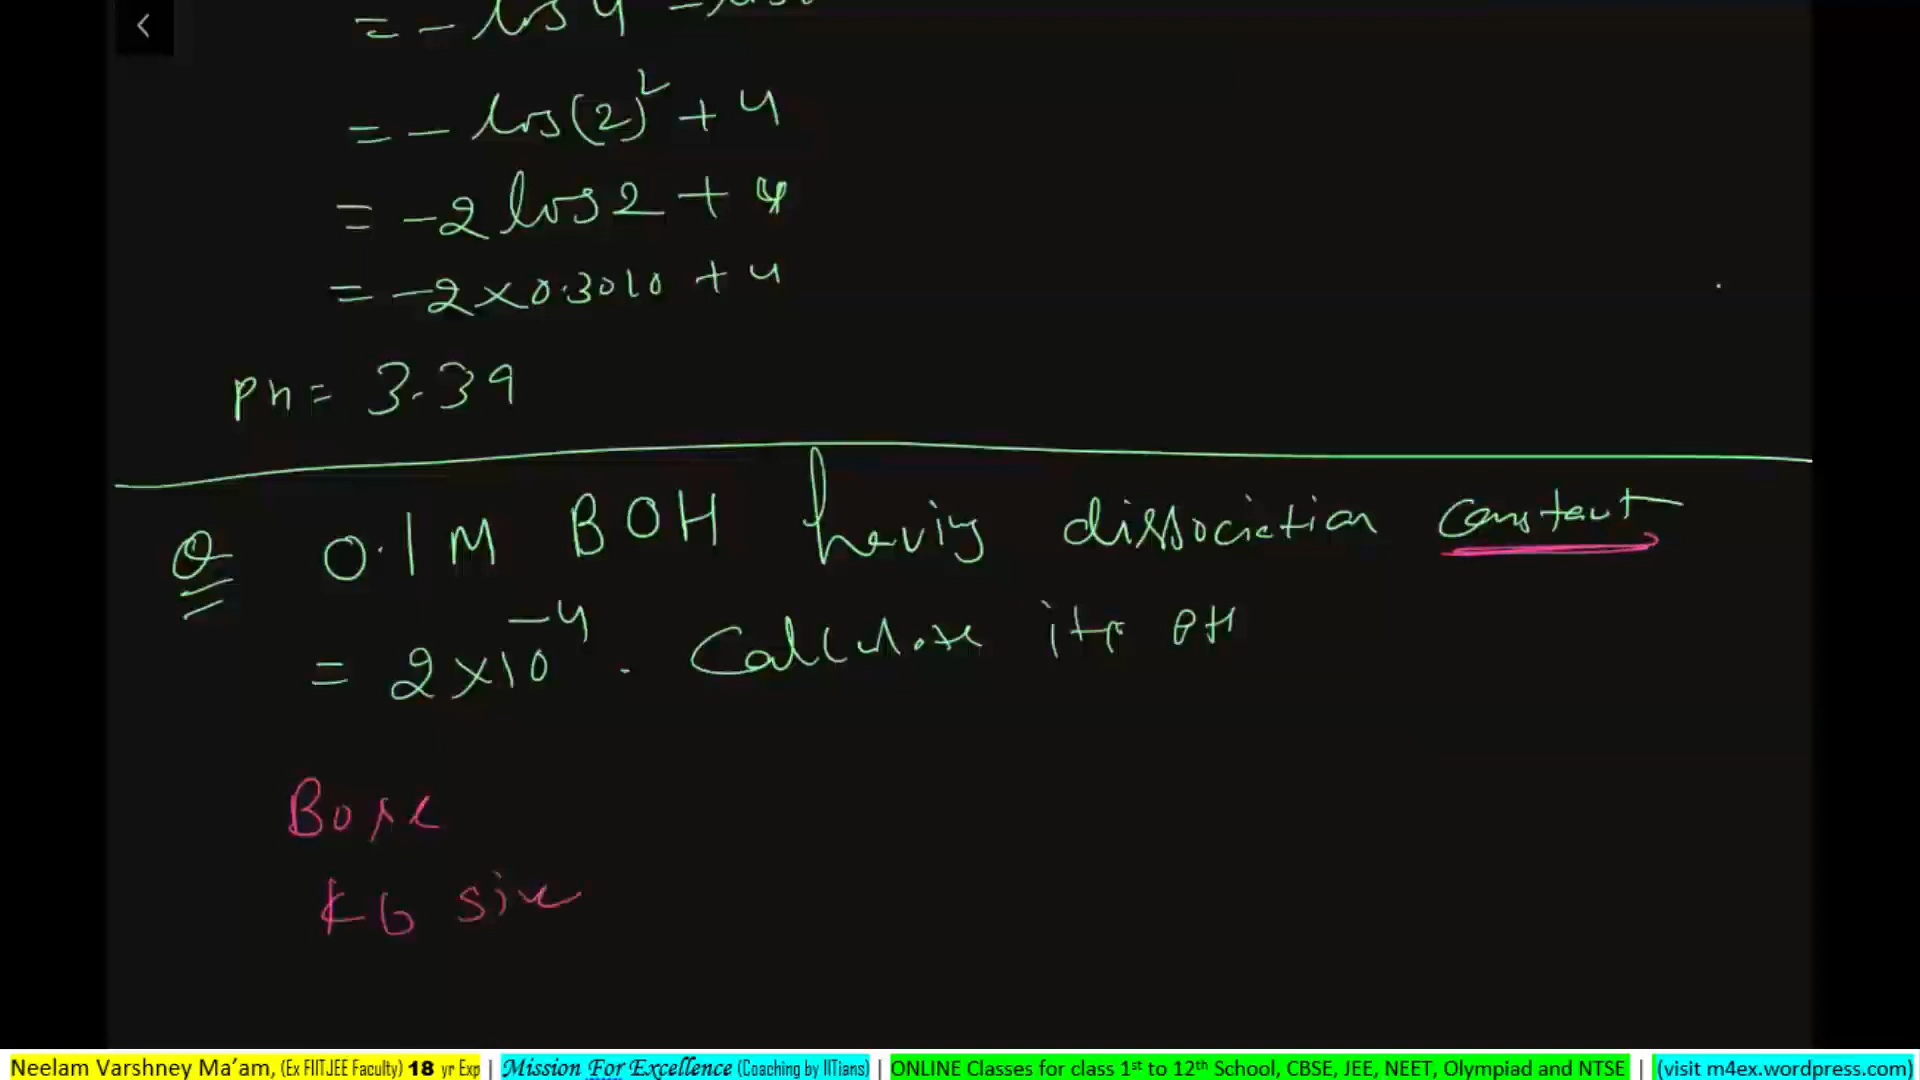 = - log 4
= - log(2)² + 4
= -2 log 2 + 4
= -2×0.3010 + 4
PH = 3.39
Q 0.1 M BOH having dissociation constant
= 2×10⁻⁴. Calculate its PH
Base
Kb
Neelam Varshney Ma’am, (Ex FIITJEE Faculty) 18 yr Exp | Mission For Excellence (Coaching by IITians) | ONLINE Classes for class 1st to 12th School, CBSE, JEE, NEET, Olympiad and NTSE | (visit m4ex.wordpress.com)